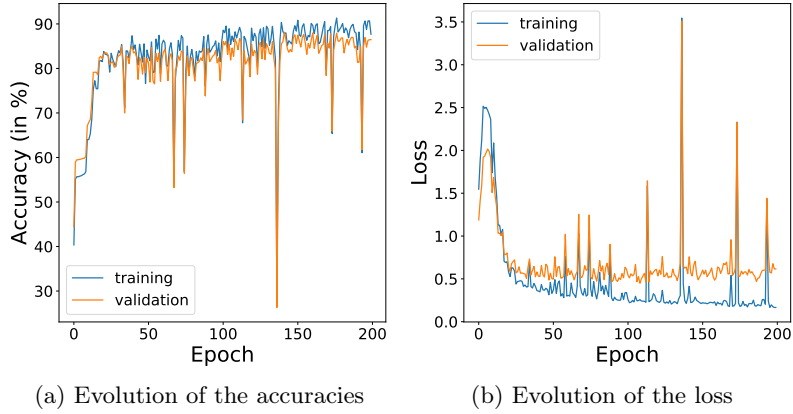 90
80
70
60
50
40
30
Accuracy (in %)
training
validation
0
50
100
150
200
Epoch
(a) Evolution of the accuracies
3.5
3.0
2.5
2.0
1.5
1.0
0.5
0.0
Loss
training
validation
0
50
100
150
200
Epoch
(b) Evolution of the loss